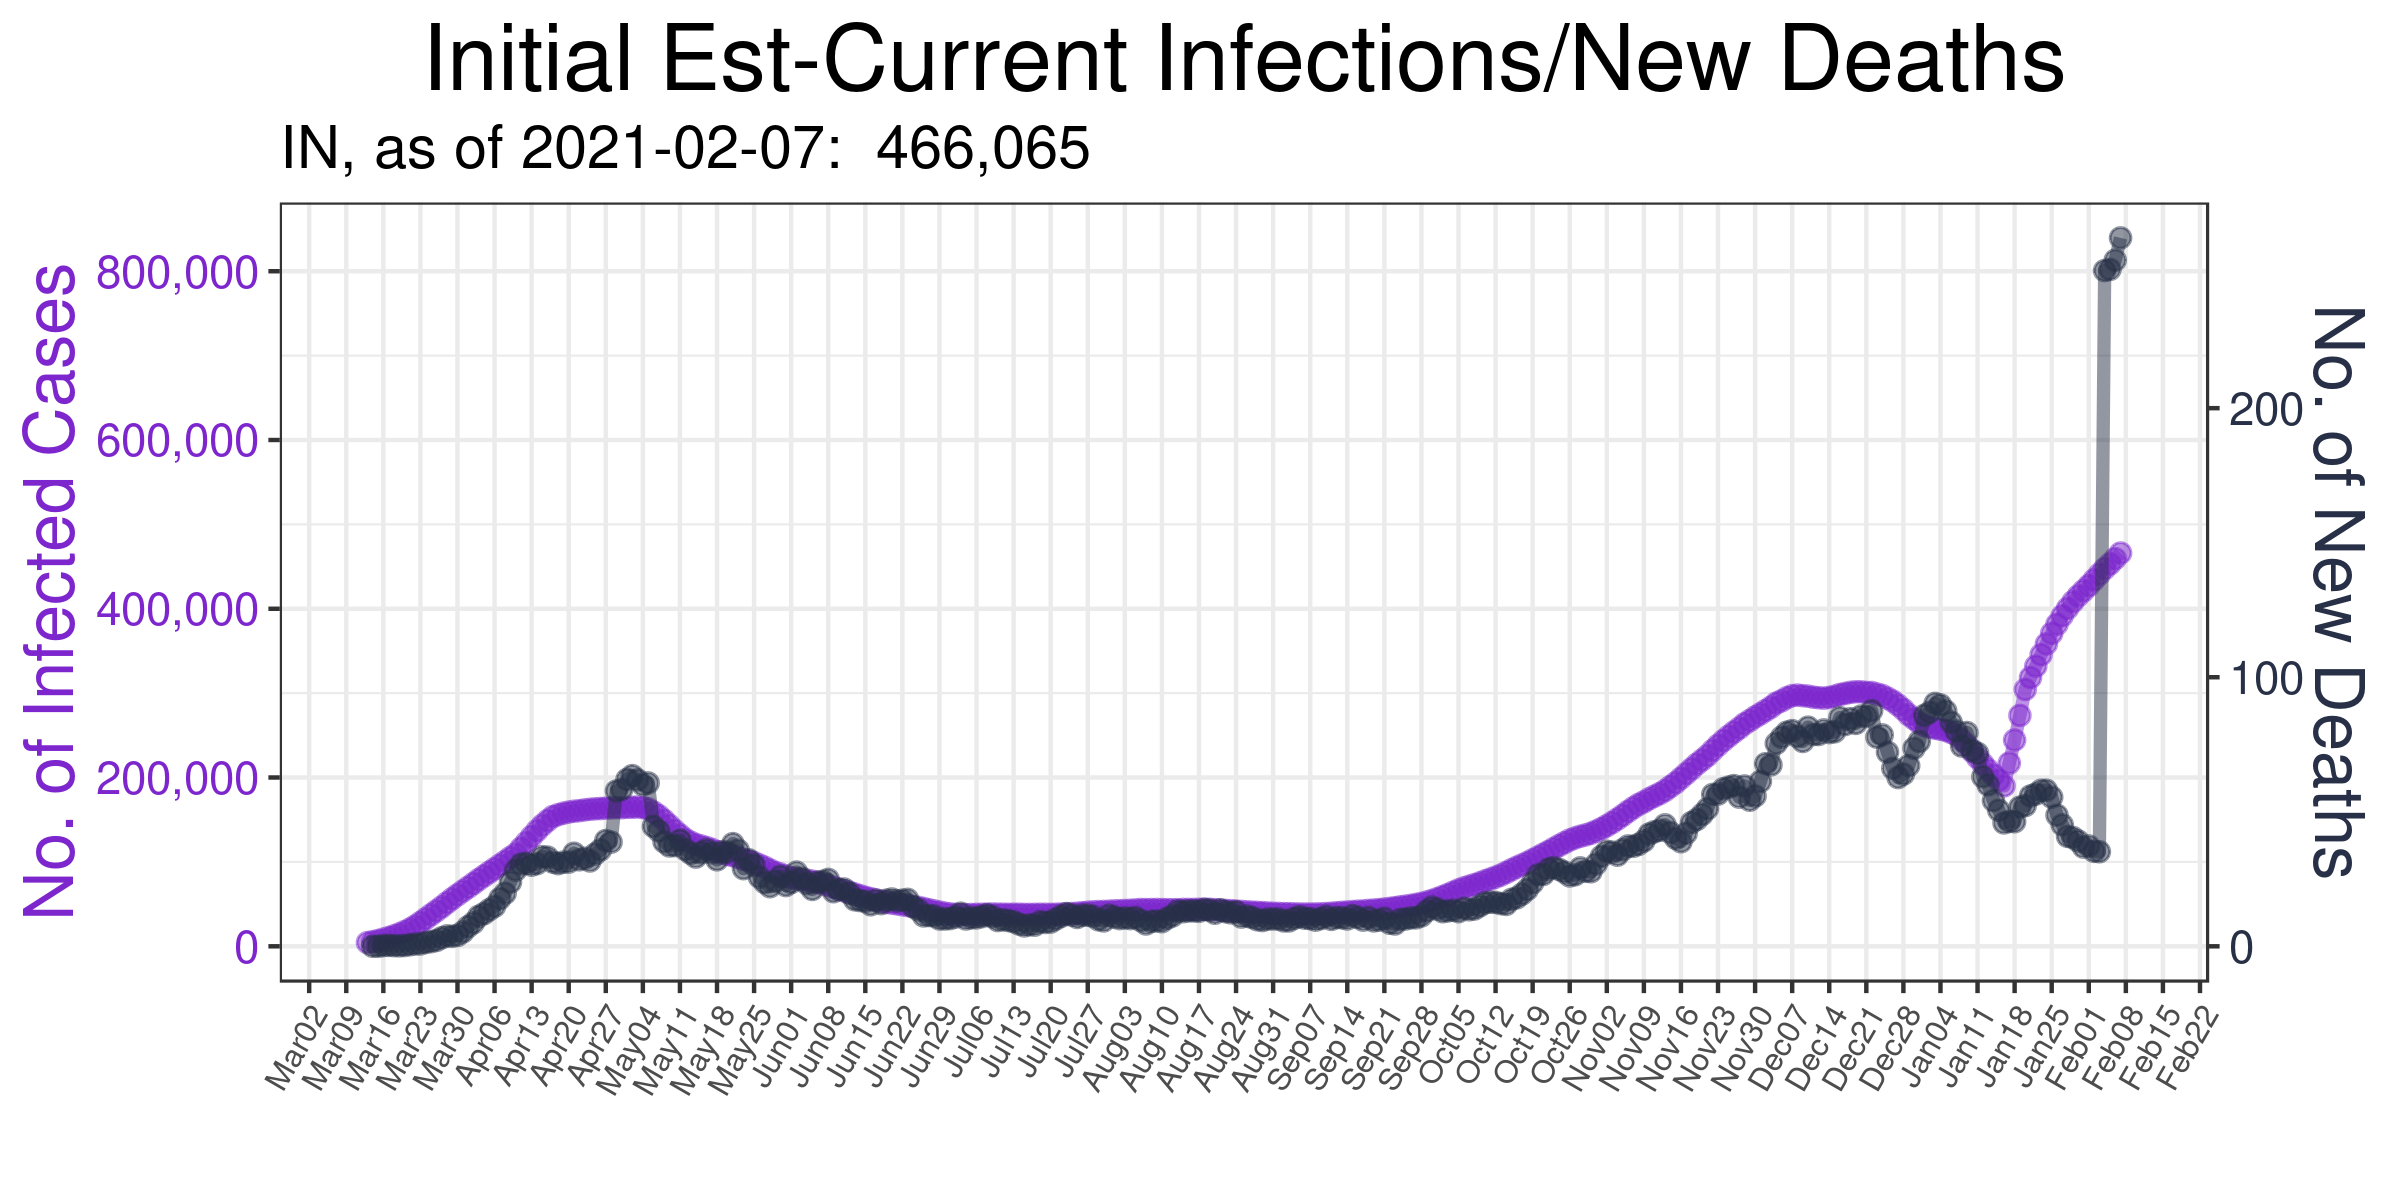 Initial Est-Current Infections/New Deaths
IN, as of 2021-02-07:  466,065
No. of Infected Cases
800,000
600,000
400,000
200,000
0
No. of New Deaths
200
100
0
Mar02
Mar09
Mar16
Mar23
Mar30
Apr06
Apr13
Apr20
Apr27
May04
May11
May18
May25
Jun01
Jun08
Jun15
Jun22
Jun29
Jul06
Jul13
Jul20
Jul27
Aug03
Aug10
Aug17
Aug24
Aug31
Sep07
Sep14
Sep21
Sep28
Oct05
Oct12
Oct19
Oct26
Nov02
Nov09
Nov16
Nov23
Nov30
Dec07
Dec14
Dec21
Dec28
Jan04
Jan11
Jan18
Jan25
Feb01
Feb08
Feb15
Feb22